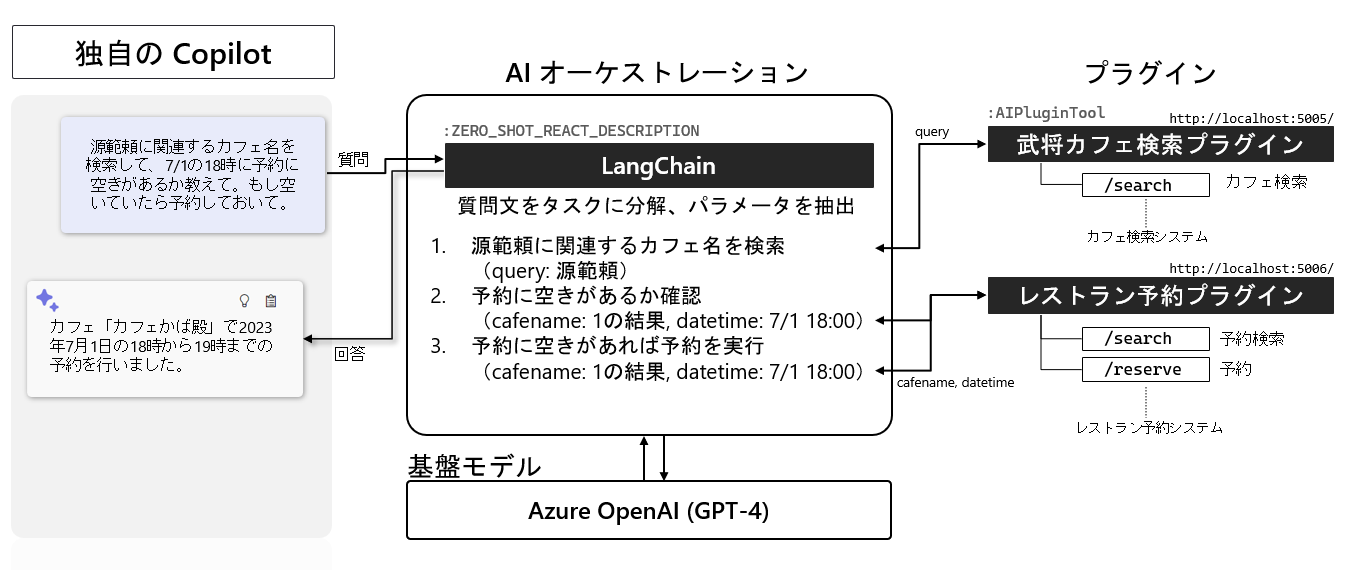 独自の Copilot
源範頼に関連するカフェ名を
検索して、7/1の18時に予約に
空きがあるか教えて。もし空
いていたら予約しておいて。
質問
カフェ「カフェかば殿」で2023
年7月1日の18時から19時までの
予約を行いました。
回答
AI オーケストレーション
:ZERO_SHOT_REACT_DESCRIPTION
LangChain
質問文をタスクに分解、パラメータを抽出
1. 源範頼に関連するカフェ名を検索
（query: 源範頼）
2. 予約に空きがあるか確認
（cafename: 1の結果, datetime: 7/1 18:00）
3. 予約に空きがあれば予約を実行
（cafename: 1の結果, datetime: 7/1 18:00）
基盤モデル
Azure OpenAI (GPT-4)
query
cafename, datetime
プラグイン
:AIPluginTool
http://localhost:5005/
武将カフェ検索プラグイン
/search カフェ検索
カフェ検索システム
http://localhost:5006/
レストラン予約プラグイン
/search 予約検索
/reserve 予約
レストラン予約システム